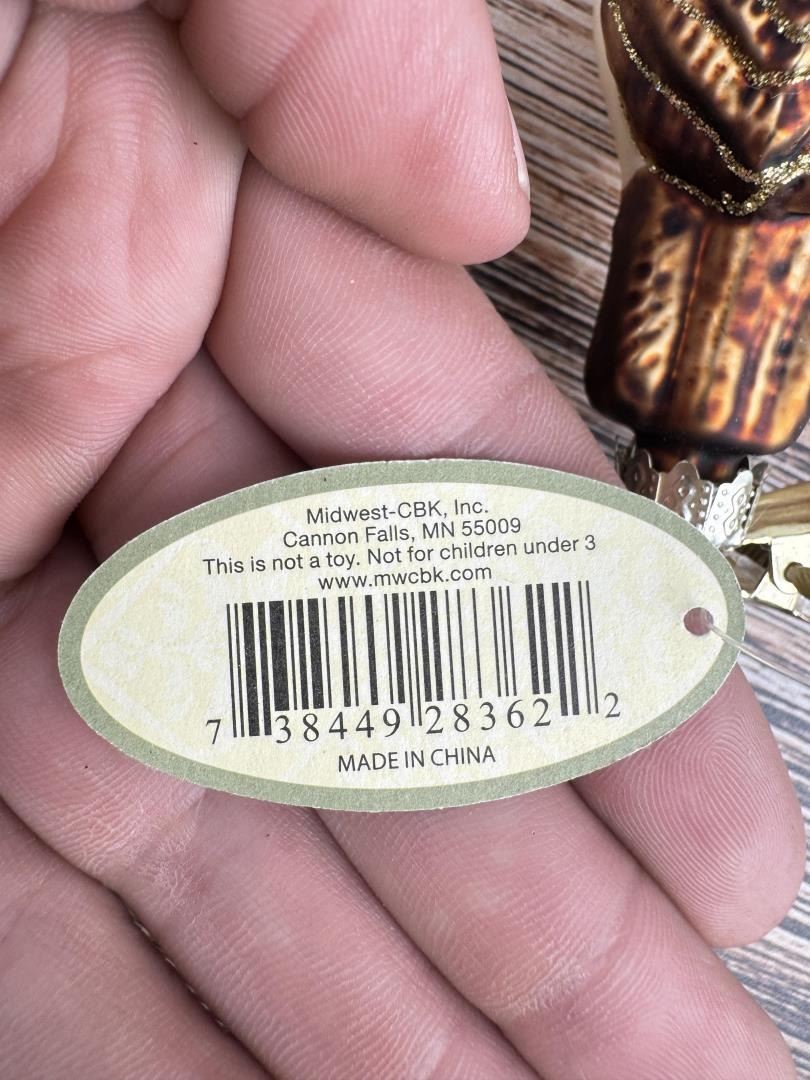 Midwest-CBK, Inc.
Cannon Falls, MN 55009
This is not a toy. Not for children under 3
www.mwcbk.com
7 38449 28362 2
MADE IN CHINA